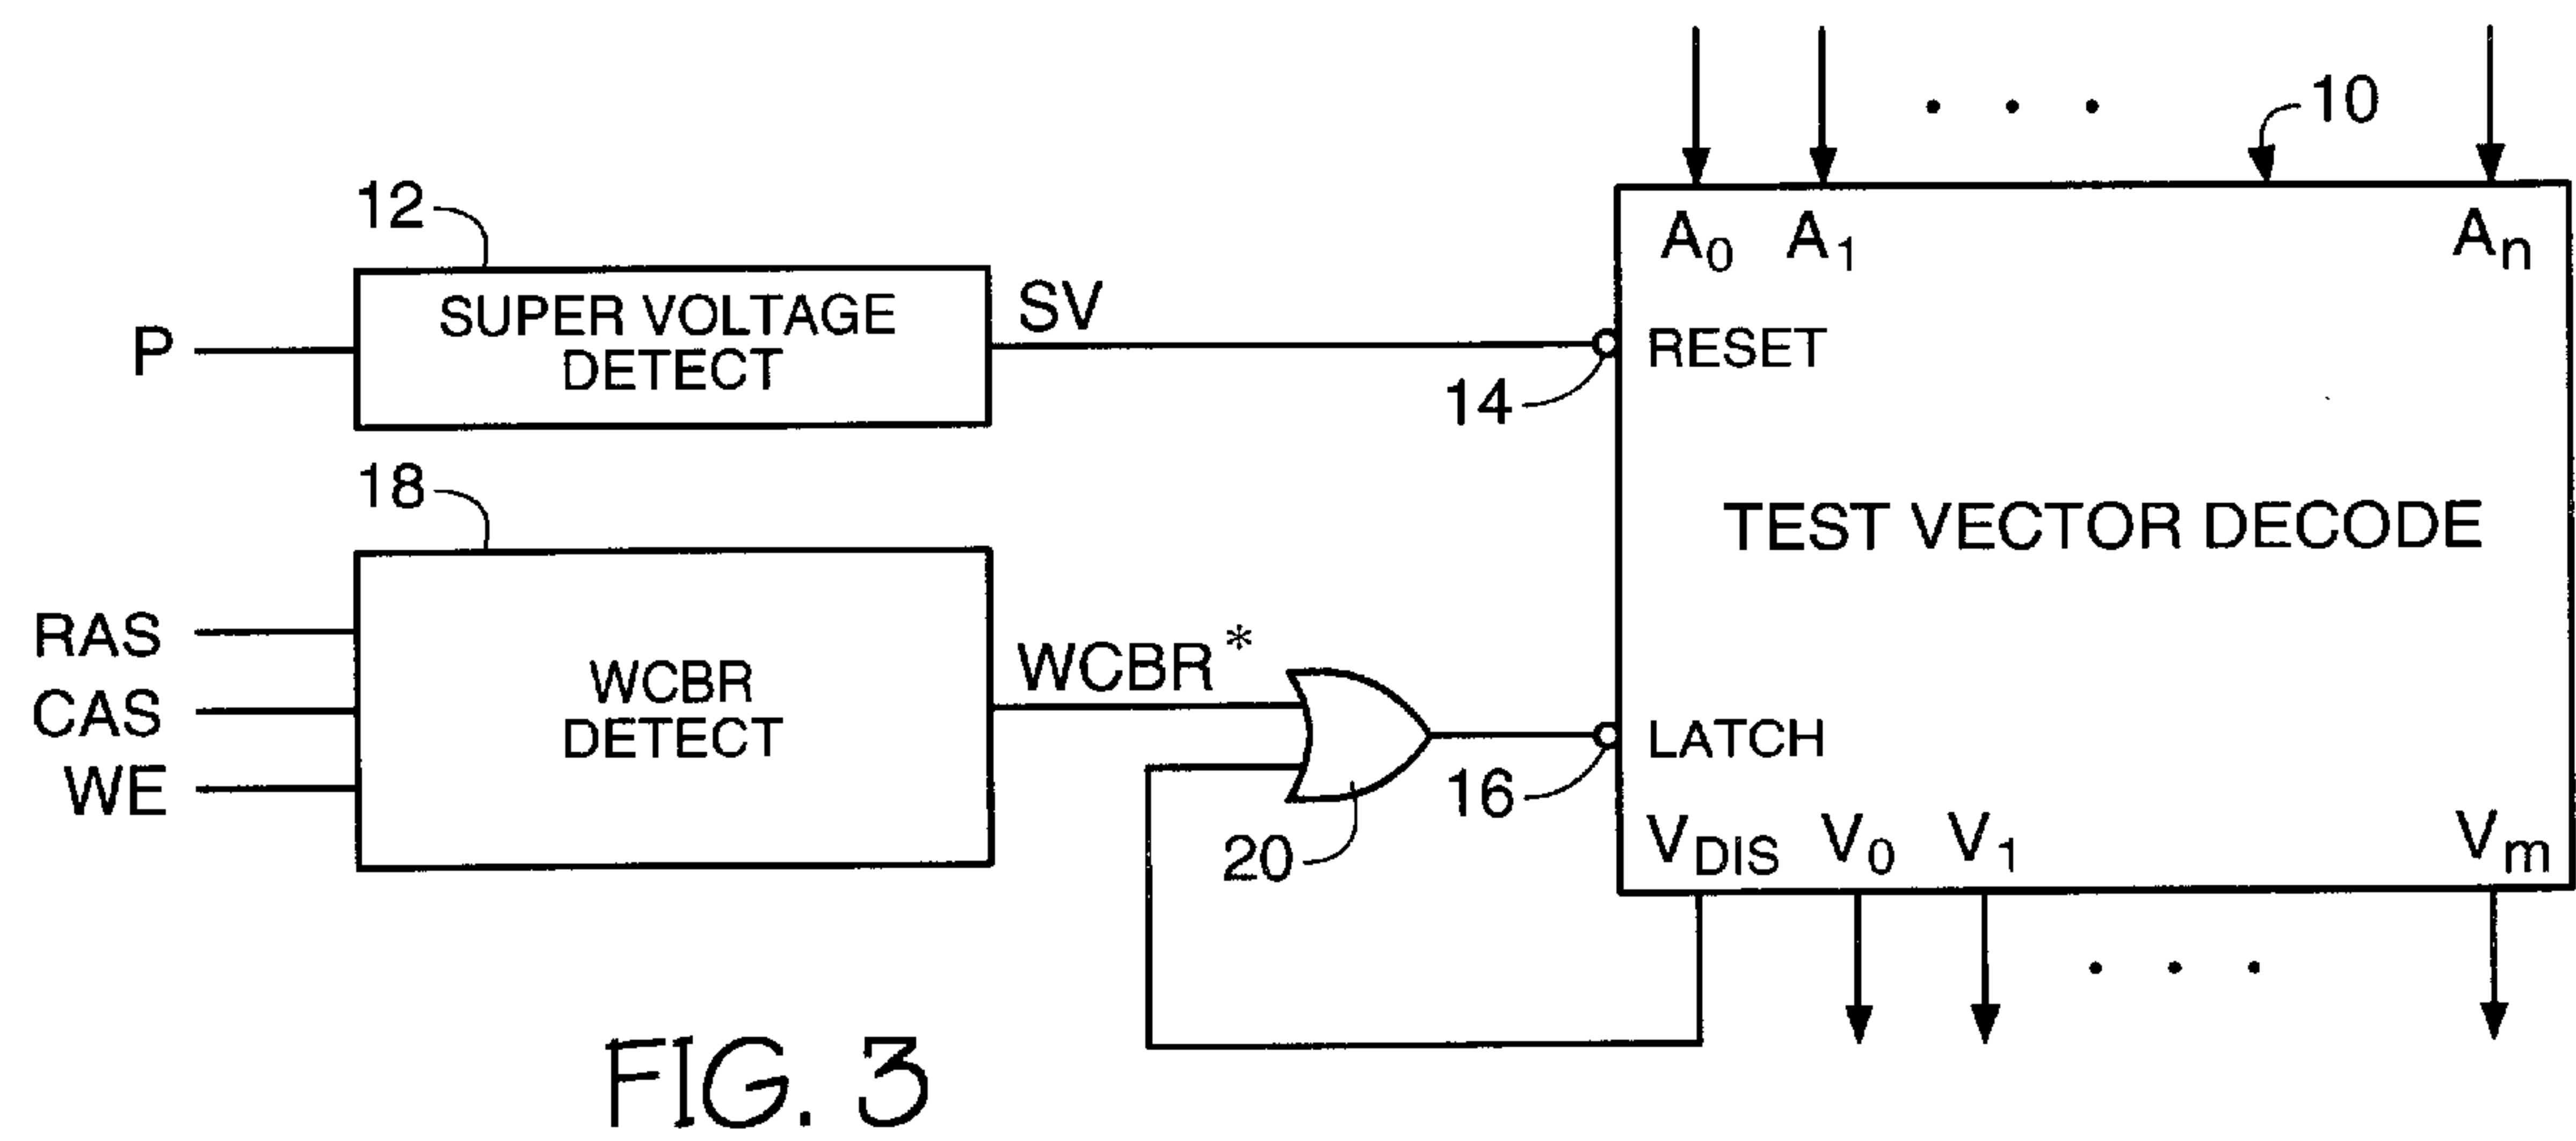 10
A0 A1 An
12
SUPER VOLTAGE
DETECT
SV
P
RESET
14
TEST VECTOR DECODE
18
RAS
CAS
WE
WCBR
DETECT
WCBR*
LATCH
16
20
VDIS V0 V1 Vm
FIG. 3